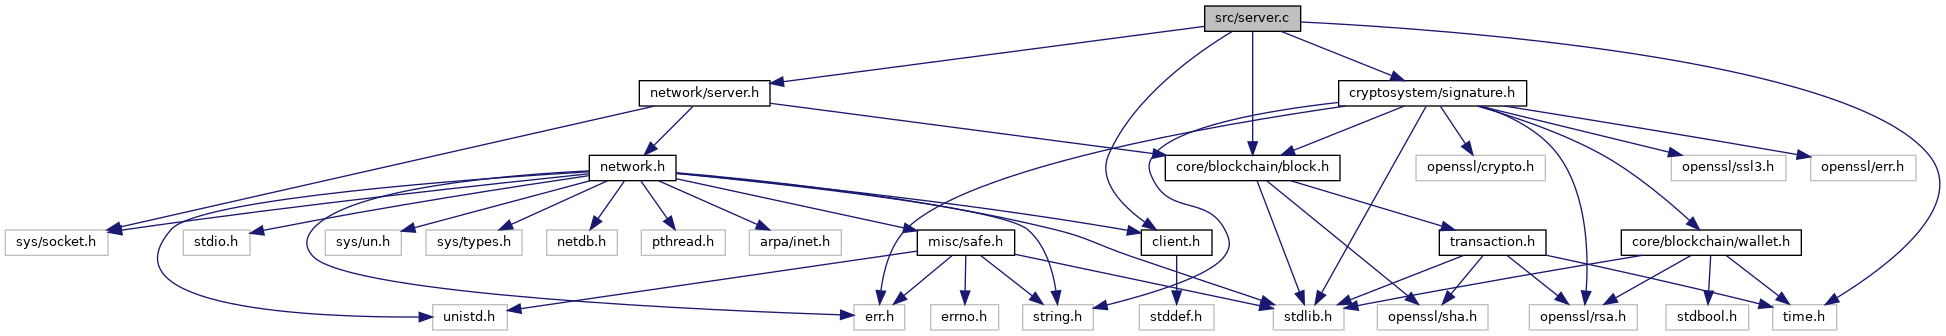 src/server.c
network/server.h
cryptosystem/signature.h
network.h
core/blockchain/block.h
openssl/crypto.h
openssl/ssl3.h
openssl/err.h
sys/socket.h
stdio.h
sys/un.h
sys/types.h
netdb.h
pthread.h
arpa/inet.h
misc/safe.h
client.h
transaction.h
core/blockchain/wallet.h
unistd.h
err.h
errno.h
string.h
stddef.h
stdlib.h
openssl/sha.h
openssl/rsa.h
stdbool.h
time.h